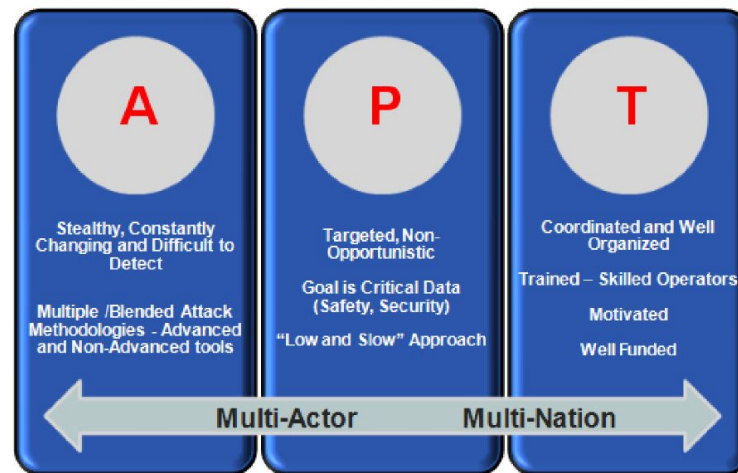 A
Stealthy, Constantly
Changing and Difficult to
Detect
Multiple /Blended Attack
Methodologies - Advanced
and Non-Advanced tools
P
Targeted, Non-
Opportunistic
Goal is Critical Data
(Safety, Security)
“Low and Slow” Approach
T
Coordinated and Well
Organized
Trained – Skilled Operators
Motivated
Well Funded
Multi-Actor
Multi-Nation